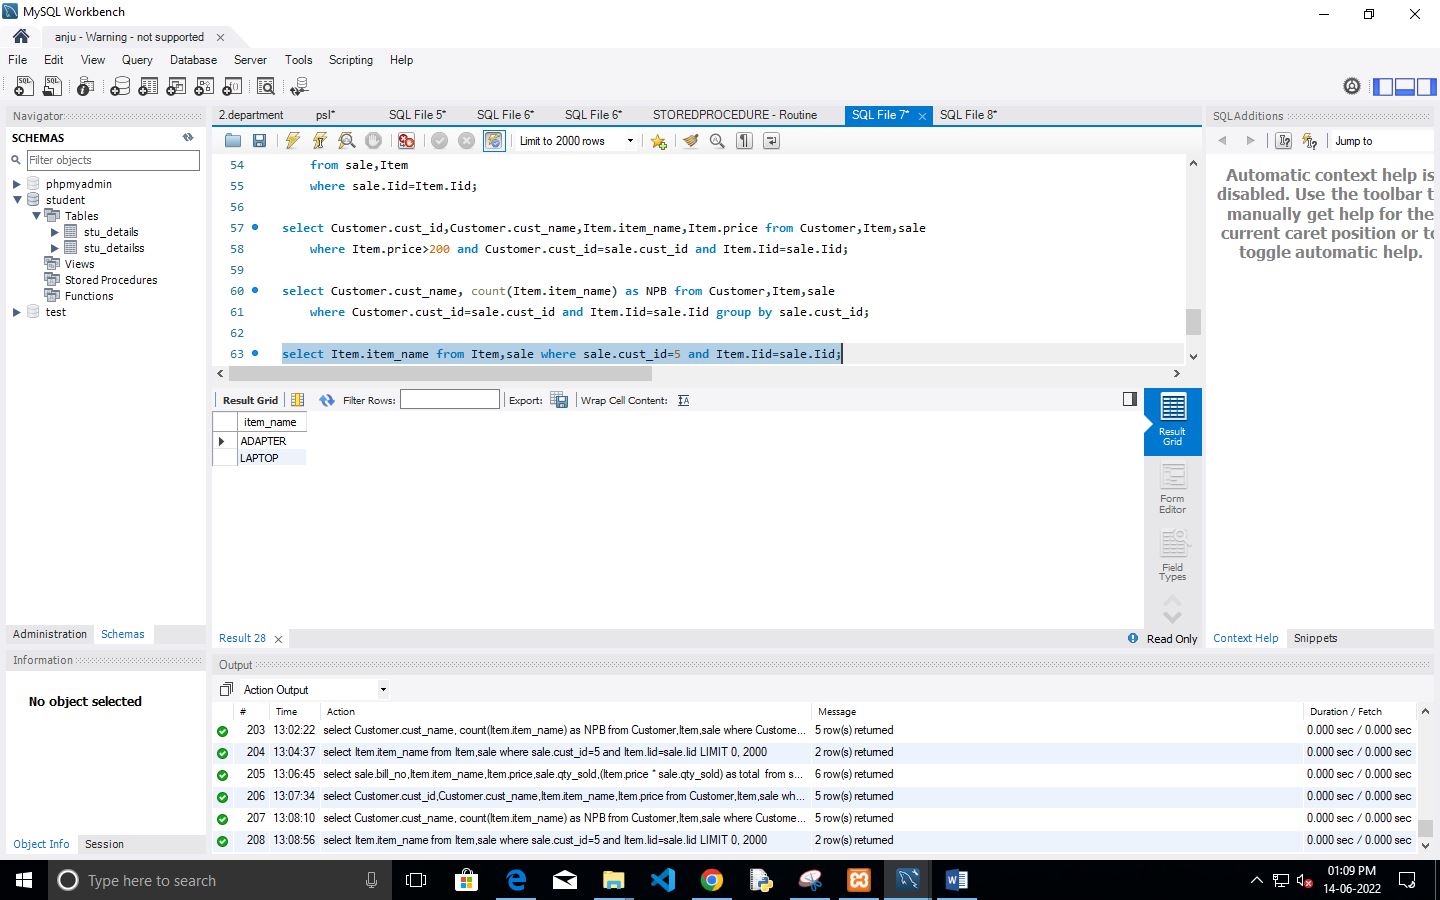 MySQL Workbench
anju - Warning - not supported
File Edit View Query Database Server Tools Scripting Help
Navigator
SCHEMAS
Filter objects
phpmyadmin
student
Tables
stu_details
stu_detailss
Views
Stored Procedures
Functions
test
Administration Schemas
Information
No object selected
Object Info Session
2.department psl* SQL File 5* SQL File 6* SQL File 6* STOREDPROCEDURE - Routine SQL File 7* SQL File 8*
Limit to 2000 rows
54 from sale,Item
55 where sale.Iid=Item.Iid;
56
57 select Customer.cust_id,Customer.cust_name,Item.item_name,Item.price from Customer,Item,sale
58 where Item.price>200 and Customer.cust_id=sale.cust_id and Item.Iid=sale.Iid;
59
60 select Customer.cust_name, count(Item.item_name) as NPB from Customer,Item,sale
61 where Customer.cust_id=sale.cust_id and Item.Iid=sale.Iid group by sale.cust_id;
62
63 select Item.item_name from Item,sale where sale.cust_id=5 and Item.Iid=sale.Iid;
Result Grid Filter Rows: Export: Wrap Cell Content:
item_name
ADAPTER
LAPTOP
Result Grid
Form Editor
Field Types
Result 28 Read Only
SQLAdditions
Jump to
Automatic context help is
disabled. Use the toolbar t
manually get help for the
current caret position or to
toggle automatic help.
Context Help Snippets
Output
Action Output
# Time Action Message Duration / Fetch
203 13:02:22 select Customer.cust_name, count(Item.item_name) as NPB from Customer,Item,sale where Custome... 5 row(s) returned 0.000 sec / 0.000 sec
204 13:04:37 select Item.item_name from Item,sale where sale.cust_id=5 and Item.Iid=sale.Iid LIMIT 0, 2000 2 row(s) returned 0.000 sec / 0.000 sec
205 13:06:45 select sale.bill_no,Item.item_name,Item.price,sale.qty_sold,(Item.price * sale.qty_sold) as total from s... 6 row(s) returned 0.000 sec / 0.000 sec
206 13:07:34 select Customer.cust_id,Customer.cust_name,Item.item_name,Item.price from Customer,Item,sale wh... 5 row(s) returned 0.000 sec / 0.000 sec
207 13:08:10 select Customer.cust_name, count(Item.item_name) as NPB from Customer,Item,sale where Custome... 5 row(s) returned 0.000 sec / 0.000 sec
208 13:08:56 select Item.item_name from Item,sale where sale.cust_id=5 and Item.Iid=sale.Iid LIMIT 0, 2000 2 row(s) returned 0.000 sec / 0.000 sec
Type here to search
01:09 PM
14-06-2022